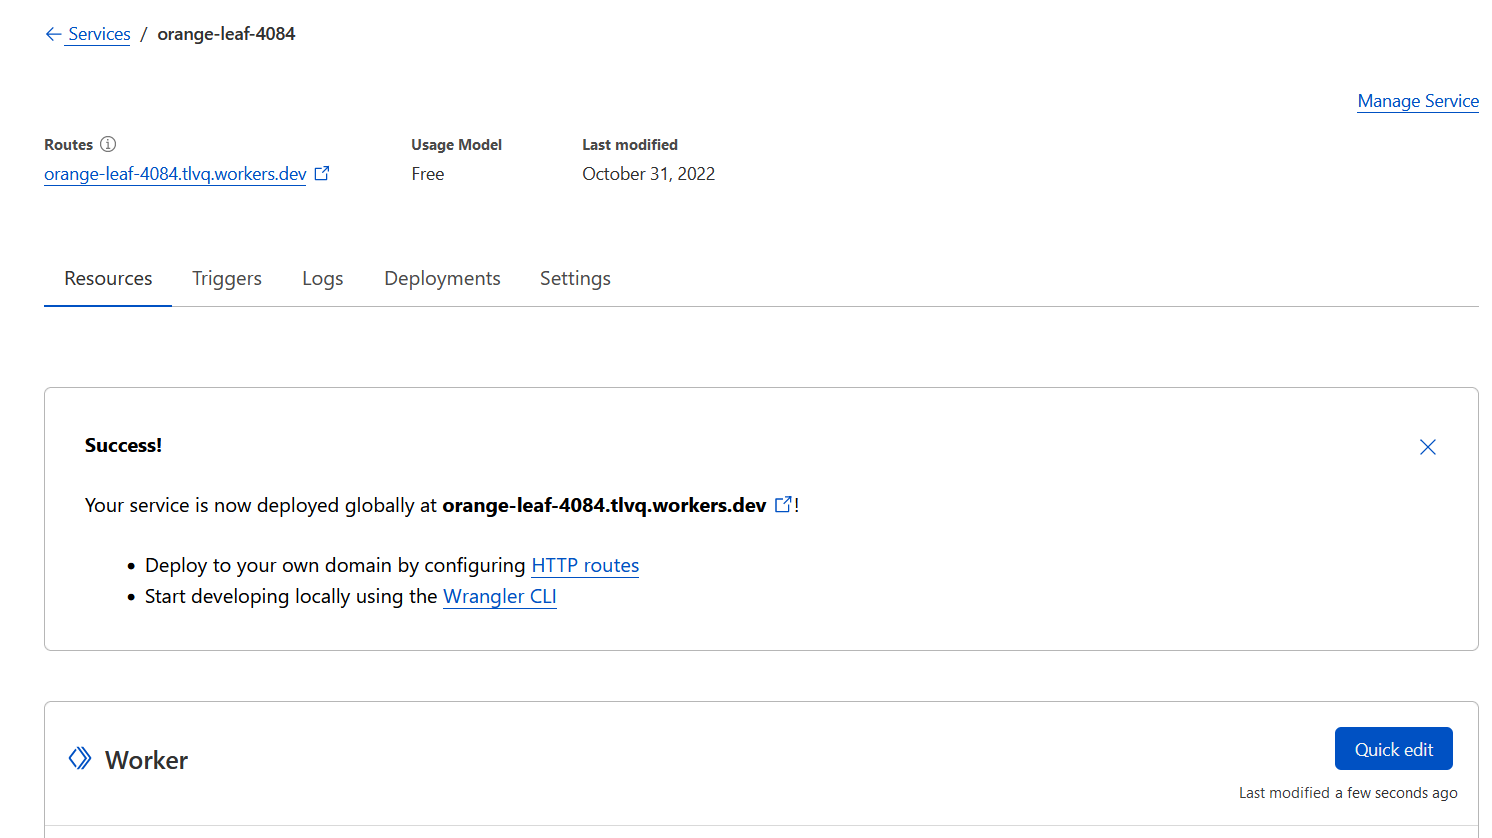 Services / orange-leaf-4084
Manage Service
Routes
orange-leaf-4084.tlvq.workers.dev
Usage Model
Free
Last modified
October 31, 2022
Resources Triggers Logs Deployments Settings
Success!
Your service is now deployed globally at orange-leaf-4084.tlvq.workers.dev !
• Deploy to your own domain by configuring HTTP routes
• Start developing locally using the Wrangler CLI
Worker
Quick edit
Last modified a few seconds ago